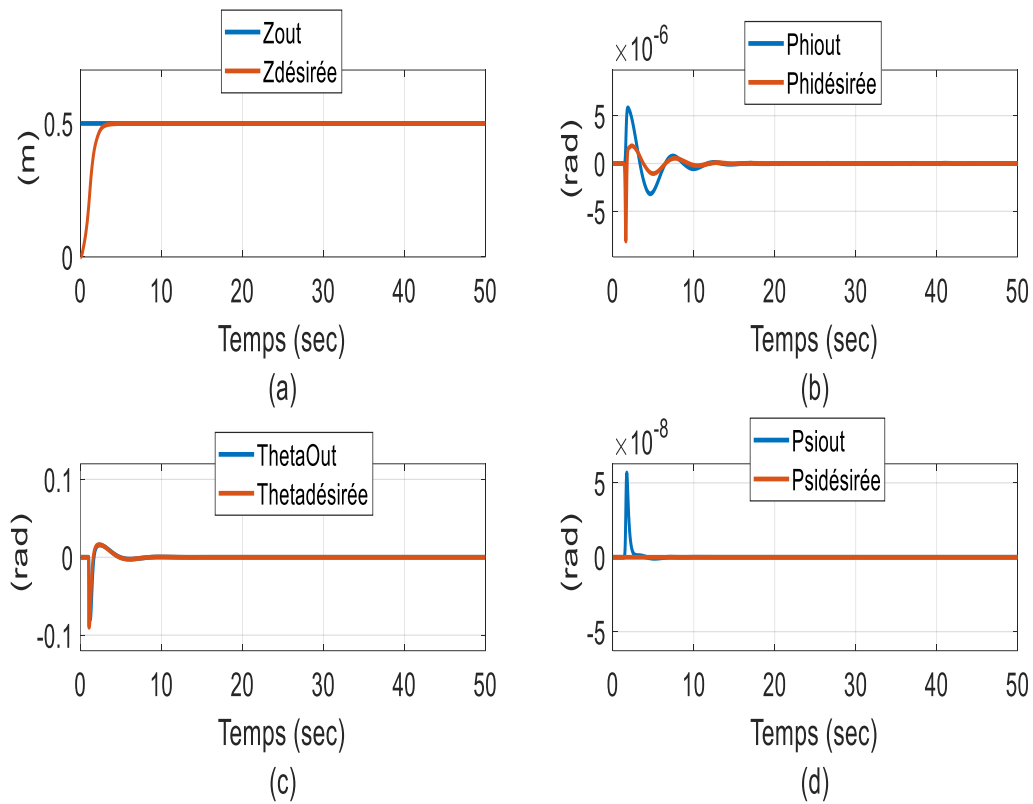 Zout
Zdésirée
(m)
0.5
0
0 10 20 30 40 50
Temps (sec)
(a)
×10-6
Phiout
Phidésirée
(rad)
5
0
-5
0 10 20 30 40 50
Temps (sec)
(b)
ThetaOut
Thetadésirée
(rad)
0.1
0
-0.1
0 10 20 30 40 50
Temps (sec)
(c)
×10-8
Psiout
Psidésirée
(rad)
5
0
-5
0 10 20 30 40 50
Temps (sec)
(d)